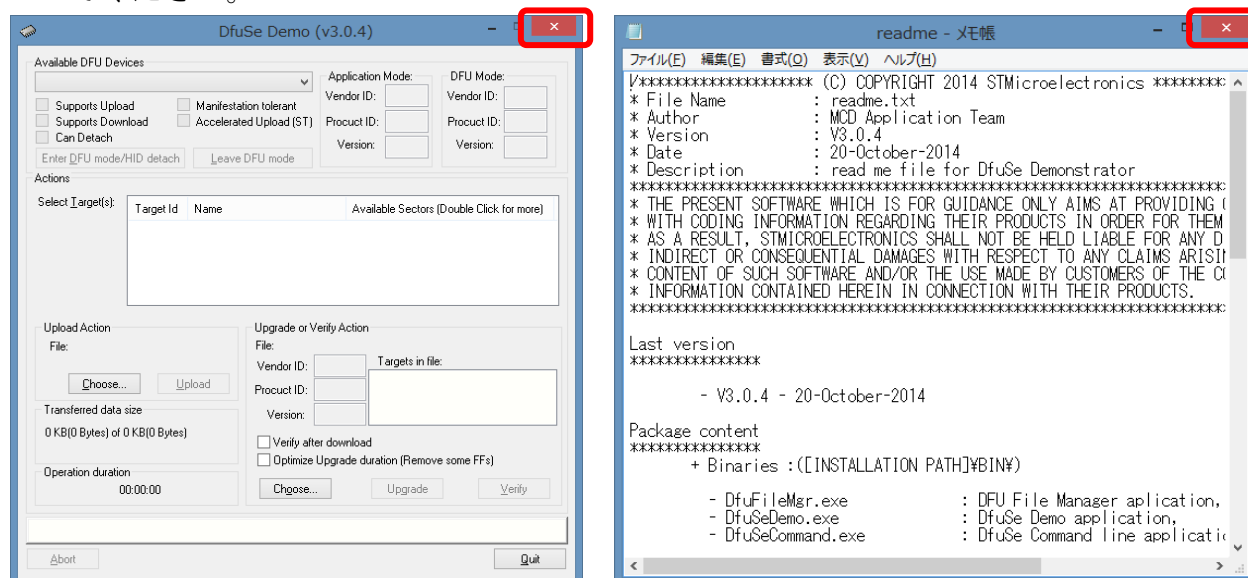 DfuSe Demo (v3.0.4)
Available DFU Devices
Supports Upload
Manifestation tolerant
Supports Download
Accelerated Upload (ST)
Can Detach
Enter DFU mode/HID detach
Leave DFU mode
Application Mode:
Vendor ID:
Procuct ID:
Version:
DFU Mode:
Vendor ID:
Procuct ID:
Version:
Actions
Select Target(s):
Target Id Name Available Sectors (Double Click for more)
Upload Action
File:
Choose...
Upload
Transferred data size
0 KB(0 Bytes) of 0 KB(0 Bytes)
Operation duration
00:00:00
Upgrade or Verify Action
File:
Vendor ID:
Procuct ID:
Version:
Targets in file:
Verify after download
Optimize Upgrade duration (Remove some FFs)
Choose...
Upgrade
Verify
Abort
Quit
readme - メモ帳
ファイル(F) 編集(E) 書式(O) 表示(V) ヘルプ(H)
/******************** (C) COPYRIGHT 2014 STMicroelectronics ********
* File Name : readme.txt
* Author : MCD Application Team
* Version : V3.0.4
* Date : 20-October-2014
* Description : read me file for DfuSe Demonstrator
*******************************************************************
* THE PRESENT SOFTWARE WHICH IS FOR GUIDANCE ONLY AIMS AT PROVIDING
* WITH CODING INFORMATION REGARDING THEIR PRODUCTS IN ORDER FOR THEM
* AS A RESULT, STMICROELECTRONICS SHALL NOT BE HELD LIABLE FOR ANY D
* INDIRECT OR CONSEQUENTIAL DAMAGES WITH RESPECT TO ANY CLAIMS ARISIN
* CONTENT OF SUCH SOFTWARE AND/OR THE USE MADE BY CUSTOMERS OF THE CO
* INFORMATION CONTAINED HEREIN IN CONNECTION WITH THEIR PRODUCTS.
*******************************************************************
Last version
***************
- V3.0.4 - 20-October-2014
Package content
***************
+ Binaries :([INSTALLATION PATH]¥BIN¥)
- DfuFileMgr.exe : DFU File Manager aplication,
- DfuSeDemo.exe : DfuSe Demo application,
- DfuSeCommand.exe : DfuSe Command line applicatio